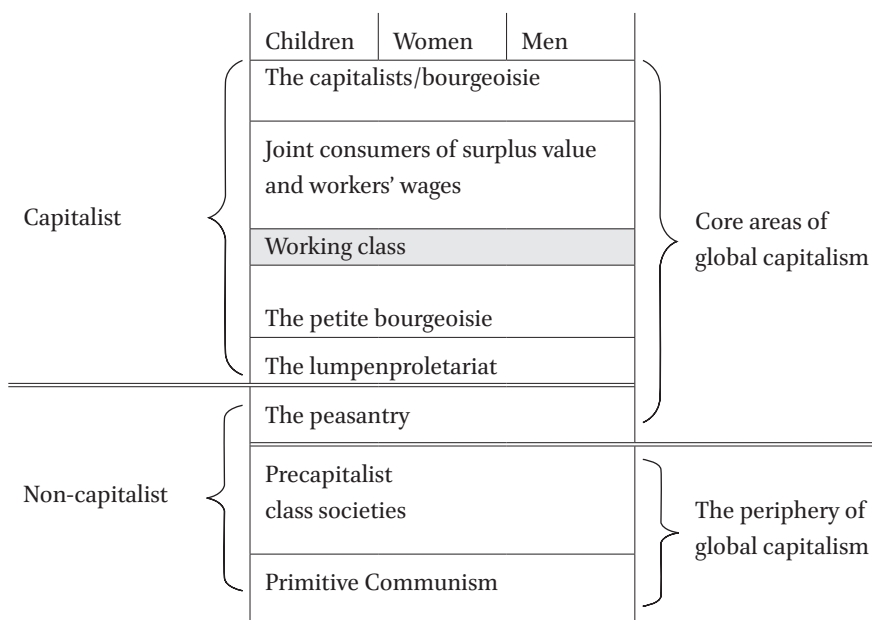 Children Women Men
The capitalists/bourgeoisie
Joint consumers of surplus value
and workers’ wages
Capitalist
Core areas of
global capitalism
Working class
The petite bourgeoisie
The lumpenproletariat
The peasantry
Non-capitalist
Precapitalist
class societies
The periphery of
global capitalism
Primitive Communism